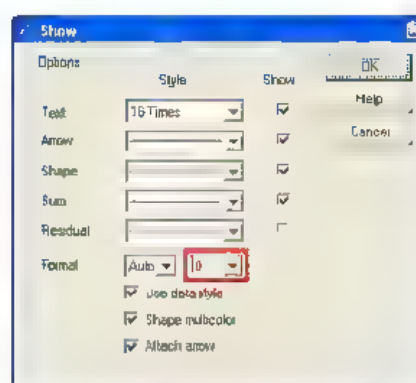 Show
Options
OK
Style Show
Help
Text 16 Times
Cancel
Arrow
Shape
Sum
Residual
Format Auto
Use data style
Shape multicolor
Attach arrow